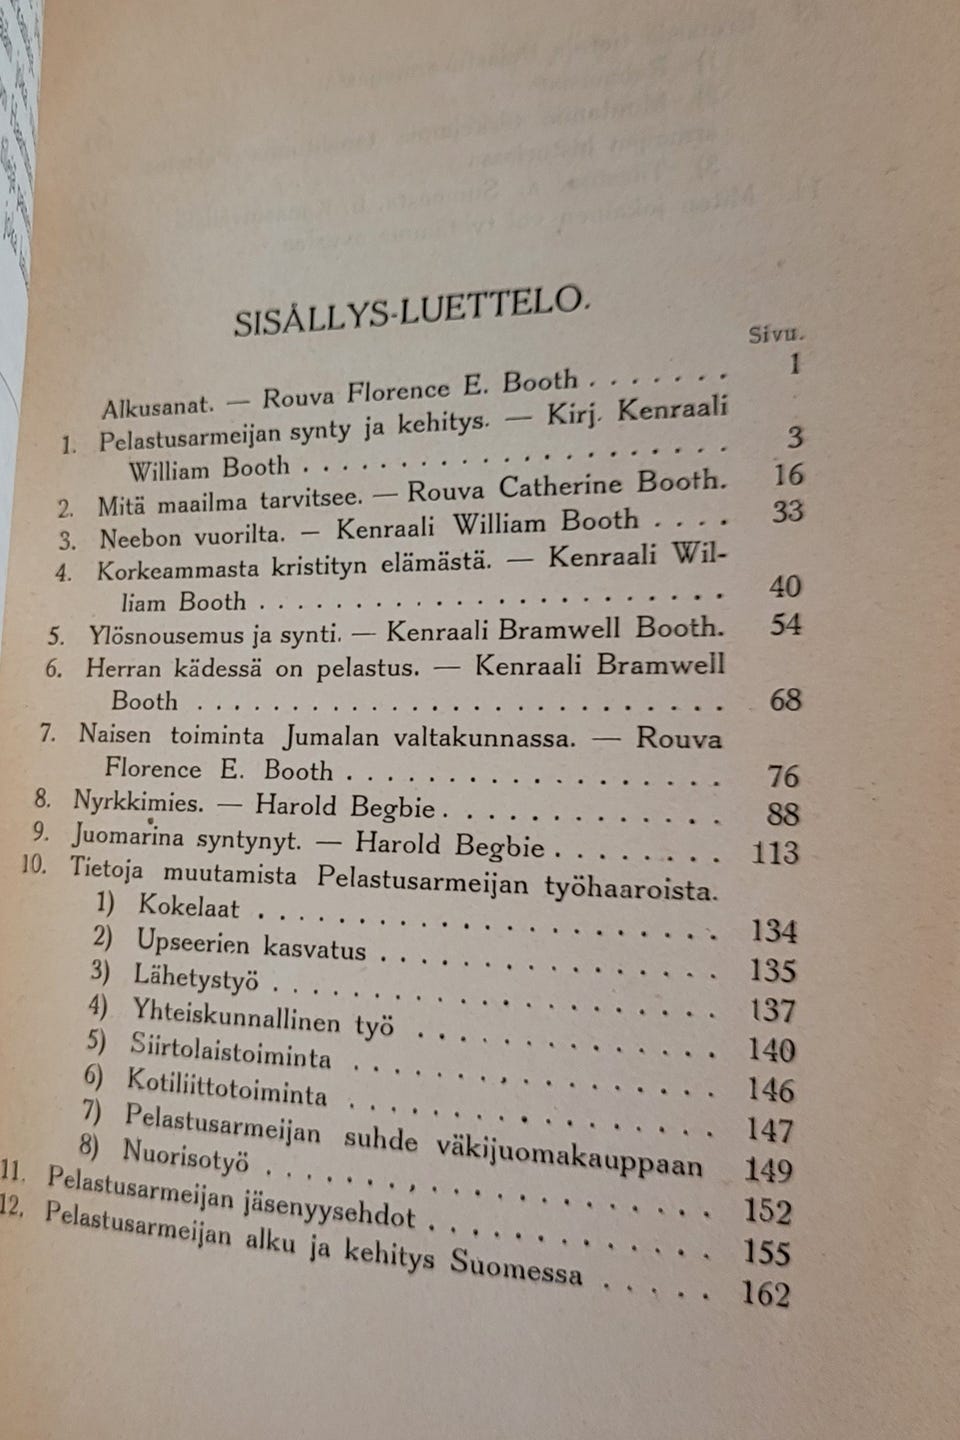 SISÅLLYS-LUETTELO.
Sivu.
Alkusanat. — Rouva Florence E. Booth . . . . . . . 1
1. Pelastusarmeijan synty ja kehitys. — Kirj. Kenraali
William Booth . . . . . . . . . . . . . . . . . . . 3
2. Mitä maailma tarvitsee. — Rouva Catherine Booth. 16
3. Neebon vuorilta. — Kenraali William Booth . . . . 33
4. Korkeammasta kristityn elämästä. — Kenraali Wil-
liam Booth . . . . . . . . . . . . . . . . . . . . . 40
5. Ylösnousemus ja synti. — Kenraali Bramwell Booth. 54
6. Herran kädessä on pelastus. — Kenraali Bramwell
Booth . . . . . . . . . . . . . . . . . . . . . . . . 68
7. Naisen toiminta Jumalan valtakunnassa. — Rouva
Florence E. Booth . . . . . . . . . . . . . . . . . 76
8. Nyrkkimies. — Harold Begbie . . . . . . . . . . . . 88
9. Juomarina syntynyt. — Harold Begbie . . . . . . . . 113
10. Tietoja muutamista Pelastusarmeijan työhaaroista.
1) Kokelaat . . . . . . . . . . . . . . . . . . . . . 134
2) Upseerien kasvatus . . . . . . . . . . . . . . . . 135
3) Lähetystyö . . . . . . . . . . . . . . . . . . . . 137
4) Yhteiskunnallinen työ . . . . . . . . . . . . . . 140
5) Siirtolaistoiminta . . . . . . . . . . . . . . . . 146
6) Kotiliittotoiminta . . . . . . . . . . . . . . . . 147
7) Pelastusarmeijan suhde väkijuomakauppaan 149
8) Nuorisotyö . . . . . . . . . . . . . . . . . . . . 152
11. Pelastusarmeijan jäsenyysehdot . . . . . . . . . . . . 155
12. Pelastusarmeijan alku ja kehitys Suomessa . . . . . 162